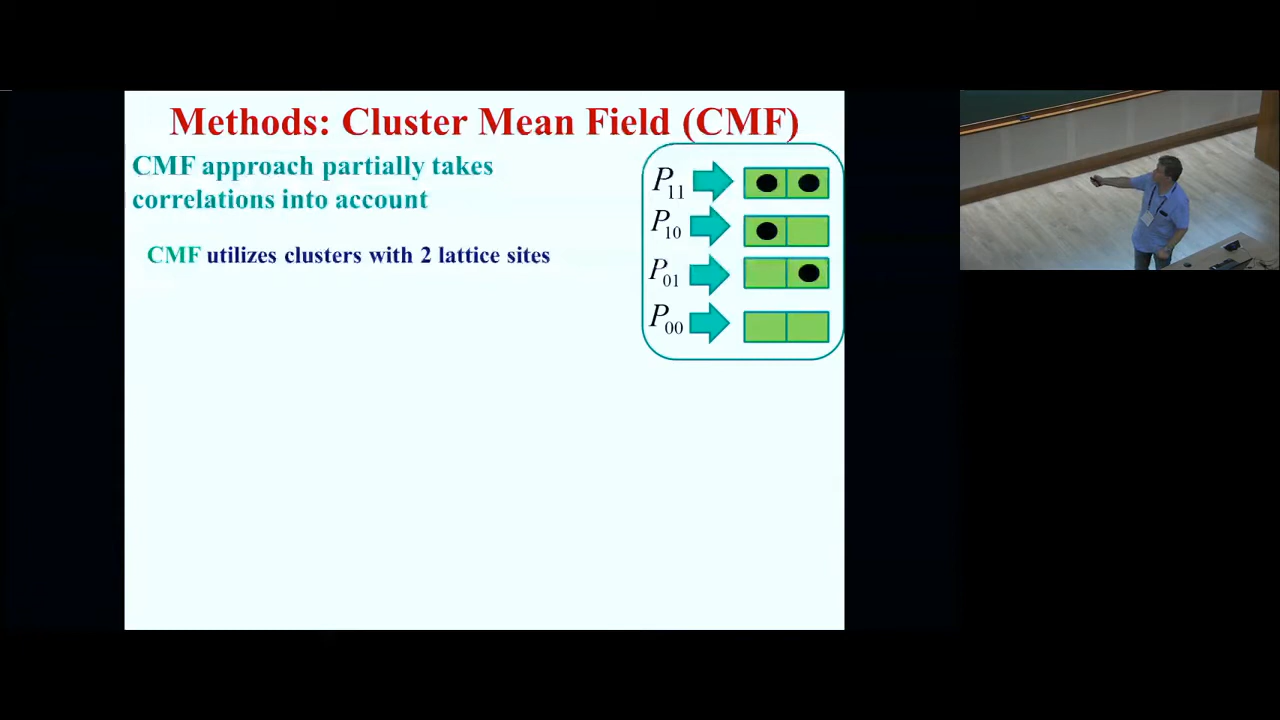 Methods: Cluster Mean Field (CMF)
CMF approach partially takes
correlations into account
CMF utilizes clusters with 2 lattice sites
P11
P10
P01
P00